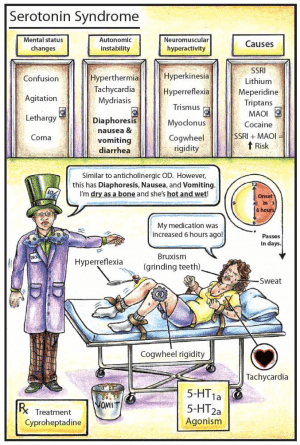 Serotonin Syndrome
Mental status
changes
Confusion
Agitation
Lethargy
Coma
Autonomic
instability
Hyperthermia
Tachycardia
Mydriasis
Diaphoresis
nausea &
vomiting
diarrhea
Neuromuscular
hyperactivity
Hyperkinesia
Hyperreflexia
Trismus
Myoclonus
Cogwheel
rigidity
Causes
SSRI
Lithium
Meperidine
Triptans
MAOI
Cocaine
SSRI + MAOI =
↑ Risk
Similar to anticholinergic OD. However,
this has Diaphoresis, Nausea, and Vomiting.
I'm dry as a bone and she's hot and wet!
Onset
in
6 hours
Passes
in days.
My medication was
increased 6 hours ago!
Hyperreflexia
Bruxism
(grinding teeth)
Sweat
Cogwheel rigidity
Tachycardia
Rx Treatment
Cyproheptadine
VOMIT
5-HT1a
5-HT2a
Agonism